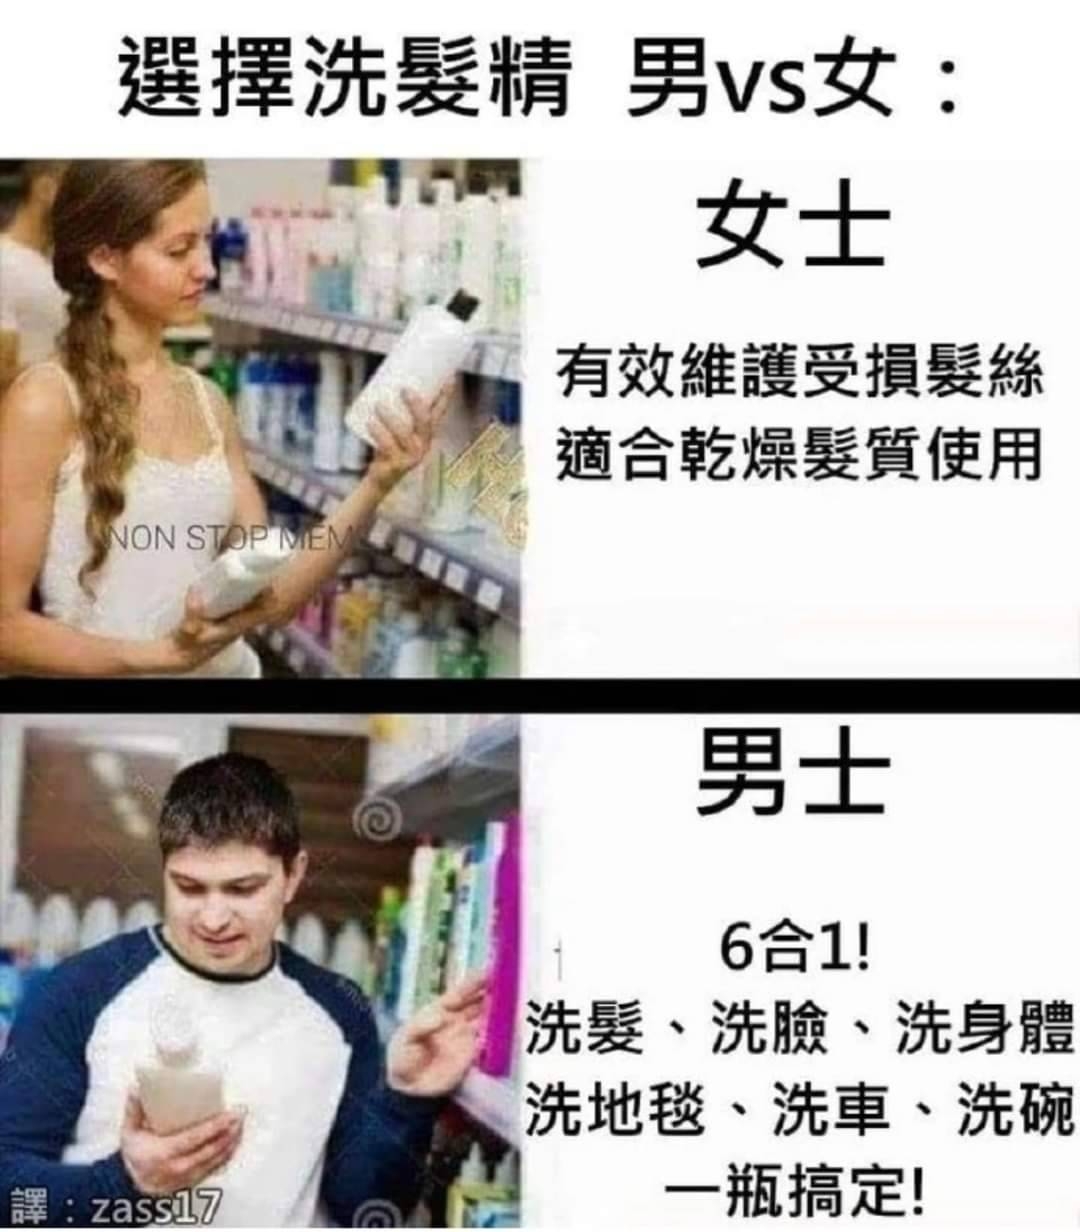 選擇洗髮精 男vs女：
女士
有效維護受損髮絲
適合乾燥髮質使用
NON STOP MEM
男士
6合1!
洗髮、洗臉、洗身體
洗地毯、洗車、洗碗
一瓶搞定!
譯：zass17